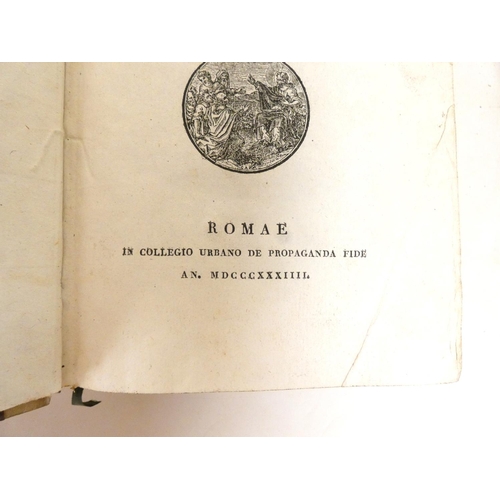 ROMAE
IN COLLEGIO URBANO DE PROPAGANDA FIDE
AN. MDCCCXXXIIII.